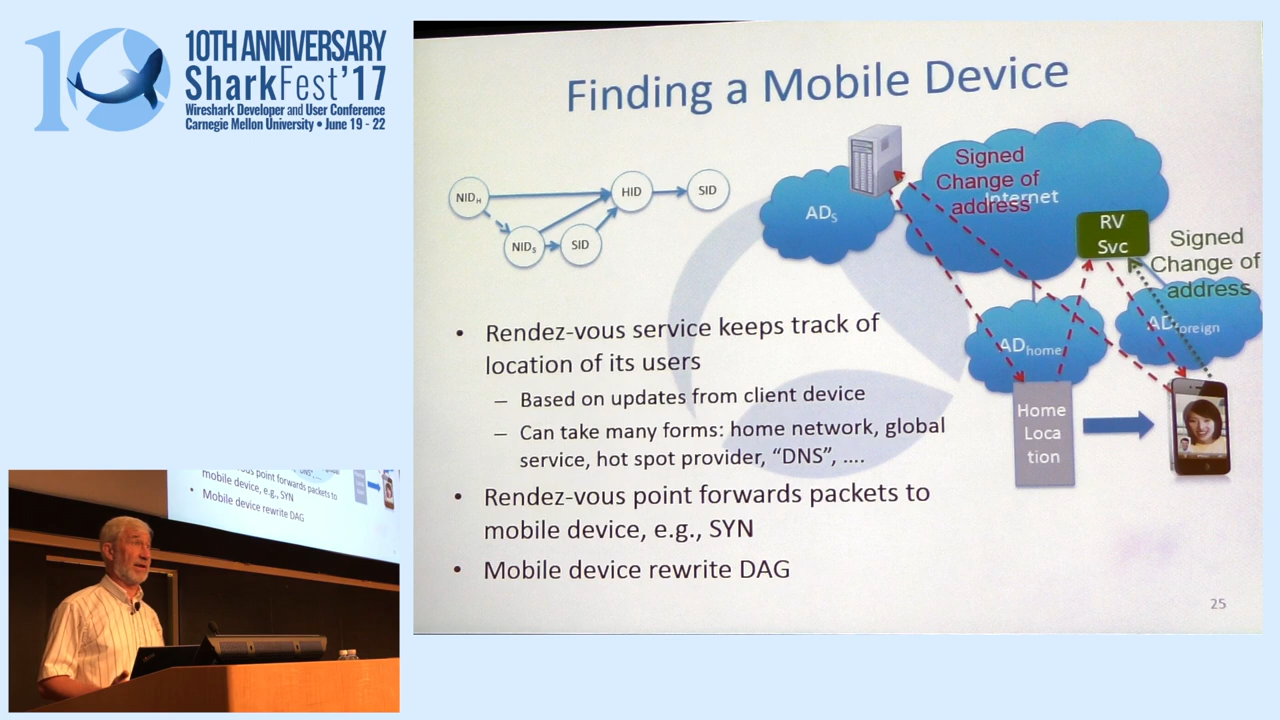 10
10TH ANNIVERSARY
SharkFest'17
Wireshark Developer and User Conference
Carnegie Mellon University • June 19 - 22
Finding a Mobile Device
NIDH
HID
SID
NIDS
SID
ADS
Signed
Change of
address
Internet
RV
Svc
Signed
Change of
address
ADhome
ADforeign
Home
Loca
tion
• Rendez-vous service keeps track of
location of its users
– Based on updates from client device
– Can take many forms: home network, global
service, hot spot provider, “DNS”, ....
• Rendez-vous point forwards packets to
mobile device, e.g., SYN
• Mobile device rewrite DAG
25
mobile device, e.g., SYN
• Mobile device rewrite DAG